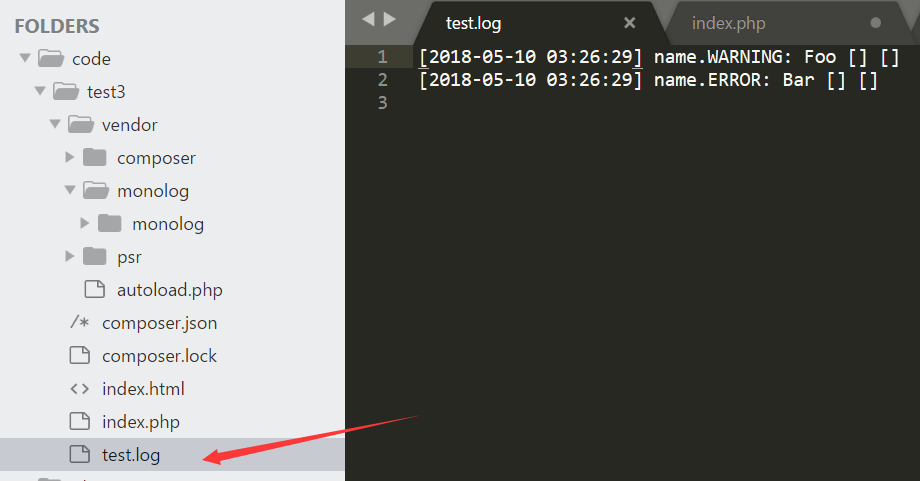 FOLDERS
code
test3
vendor
composer
monolog
monolog
psr
autoload.php
/* composer.json
composer.lock
<> index.html
index.php
test.log
test.log × index.php
1 [2018-05-10 03:26:29] name.WARNING: Foo [] []
2 [2018-05-10 03:26:29] name.ERROR: Bar [] []
3